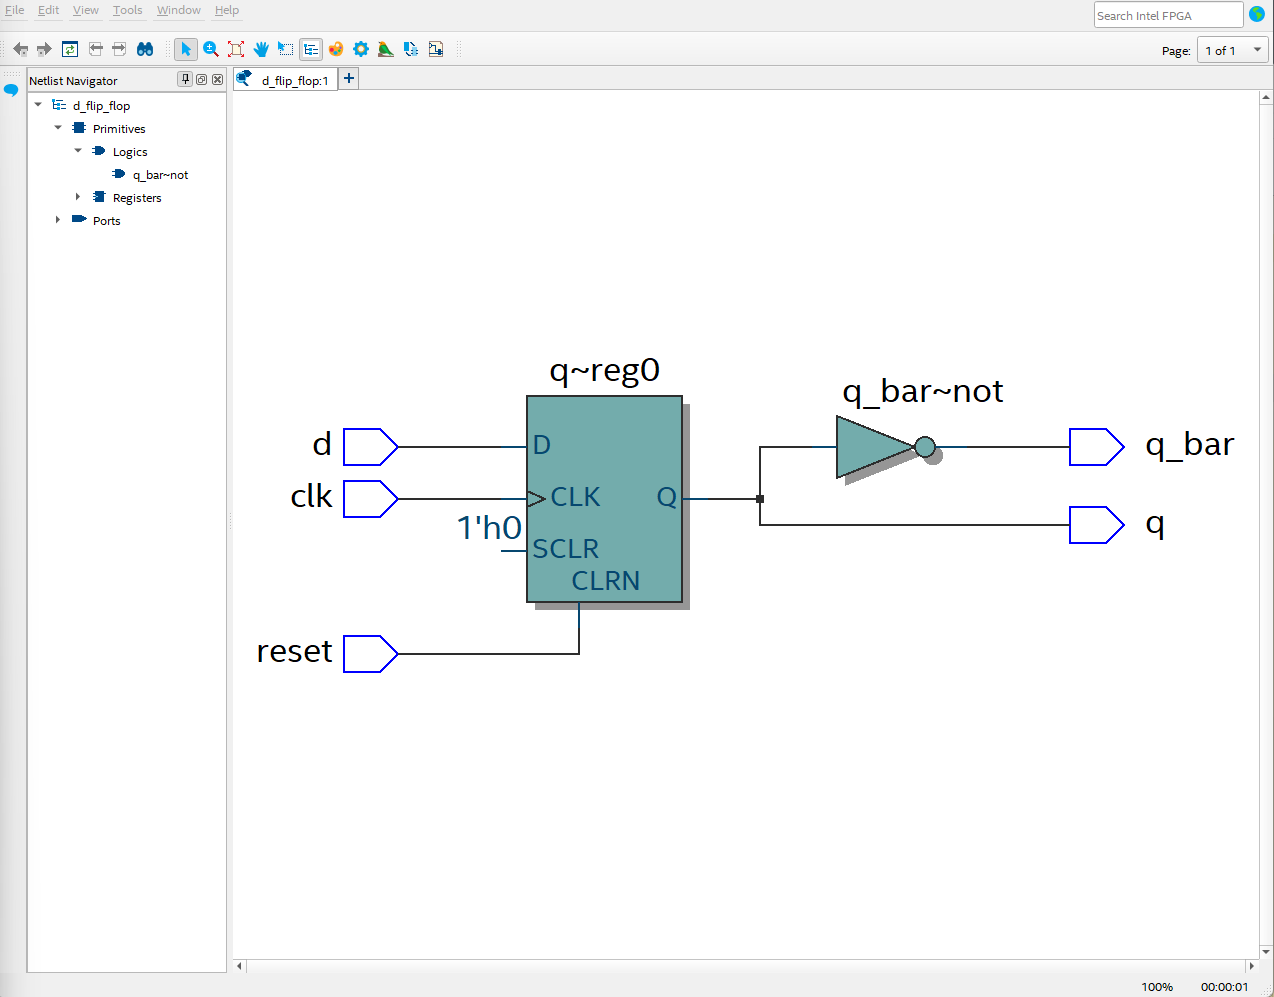 File Edit View Tools Window Help
Search Intel FPGA
Page: 1 of 1
Netlist Navigator
d_flip_flop:1
d_flip_flop
Primitives
Logics
q_bar~not
Registers
Ports
q~reg0
q_bar~not
d
D
q_bar
clk
CLK
Q
1'h0
q
SCLR
CLRN
reset
100% 00:00:01